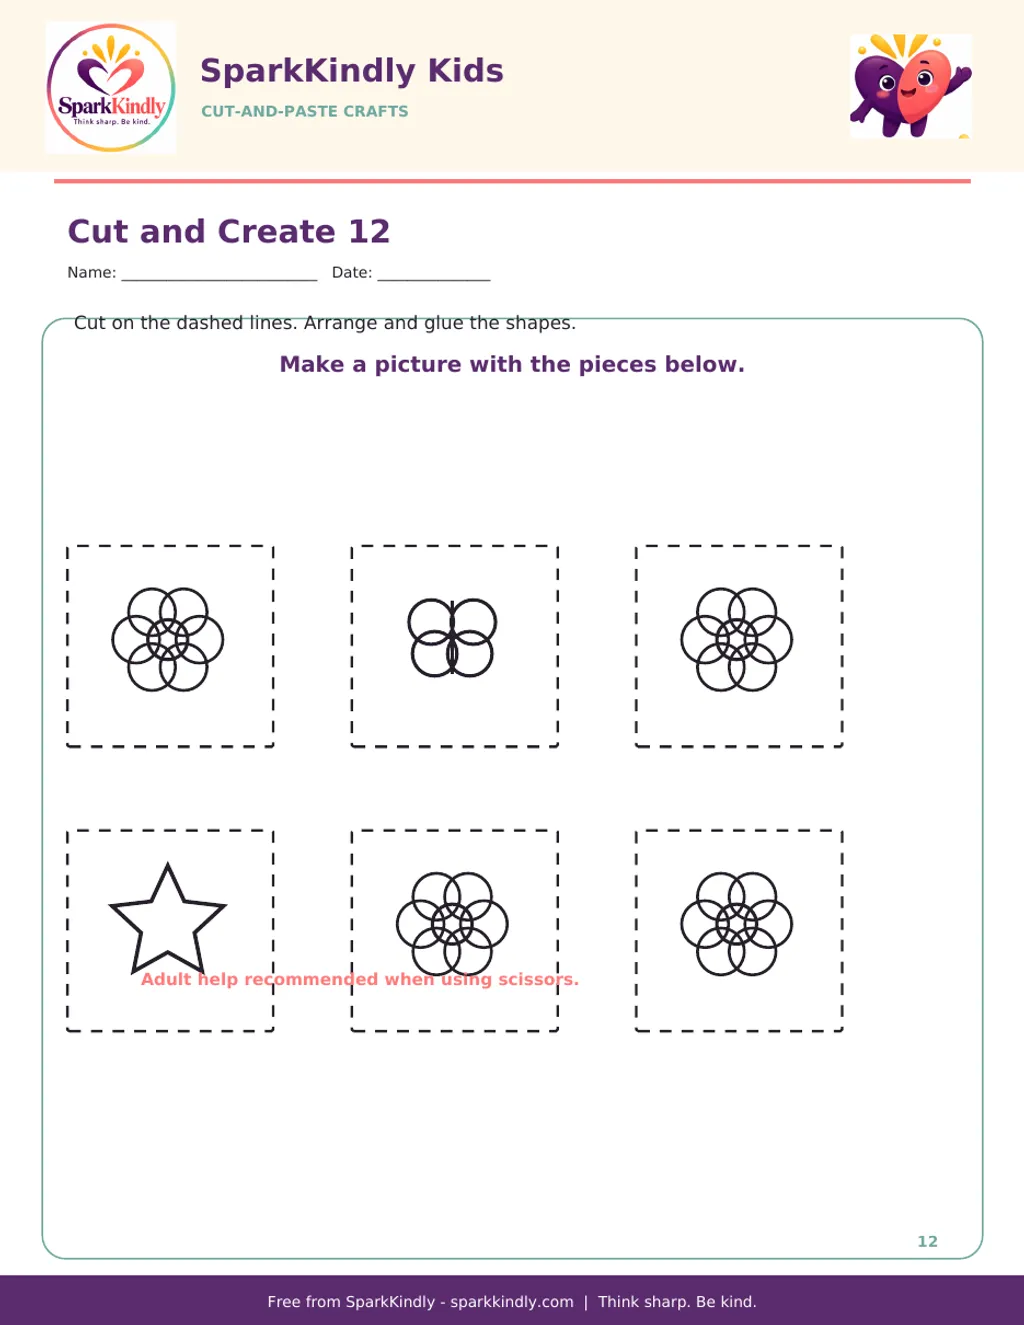 SparkKindly
Think sharp. Be kind.
SparkKindly Kids
CUT-AND-PASTE CRAFTS
Cut and Create 12
Name: __________________________ Date: _______________
Cut on the dashed lines. Arrange and glue the shapes.
Make a picture with the pieces below.
Adult help recommended when using scissors.
12
Free from SparkKindly - sparkkindly.com | Think sharp. Be kind.